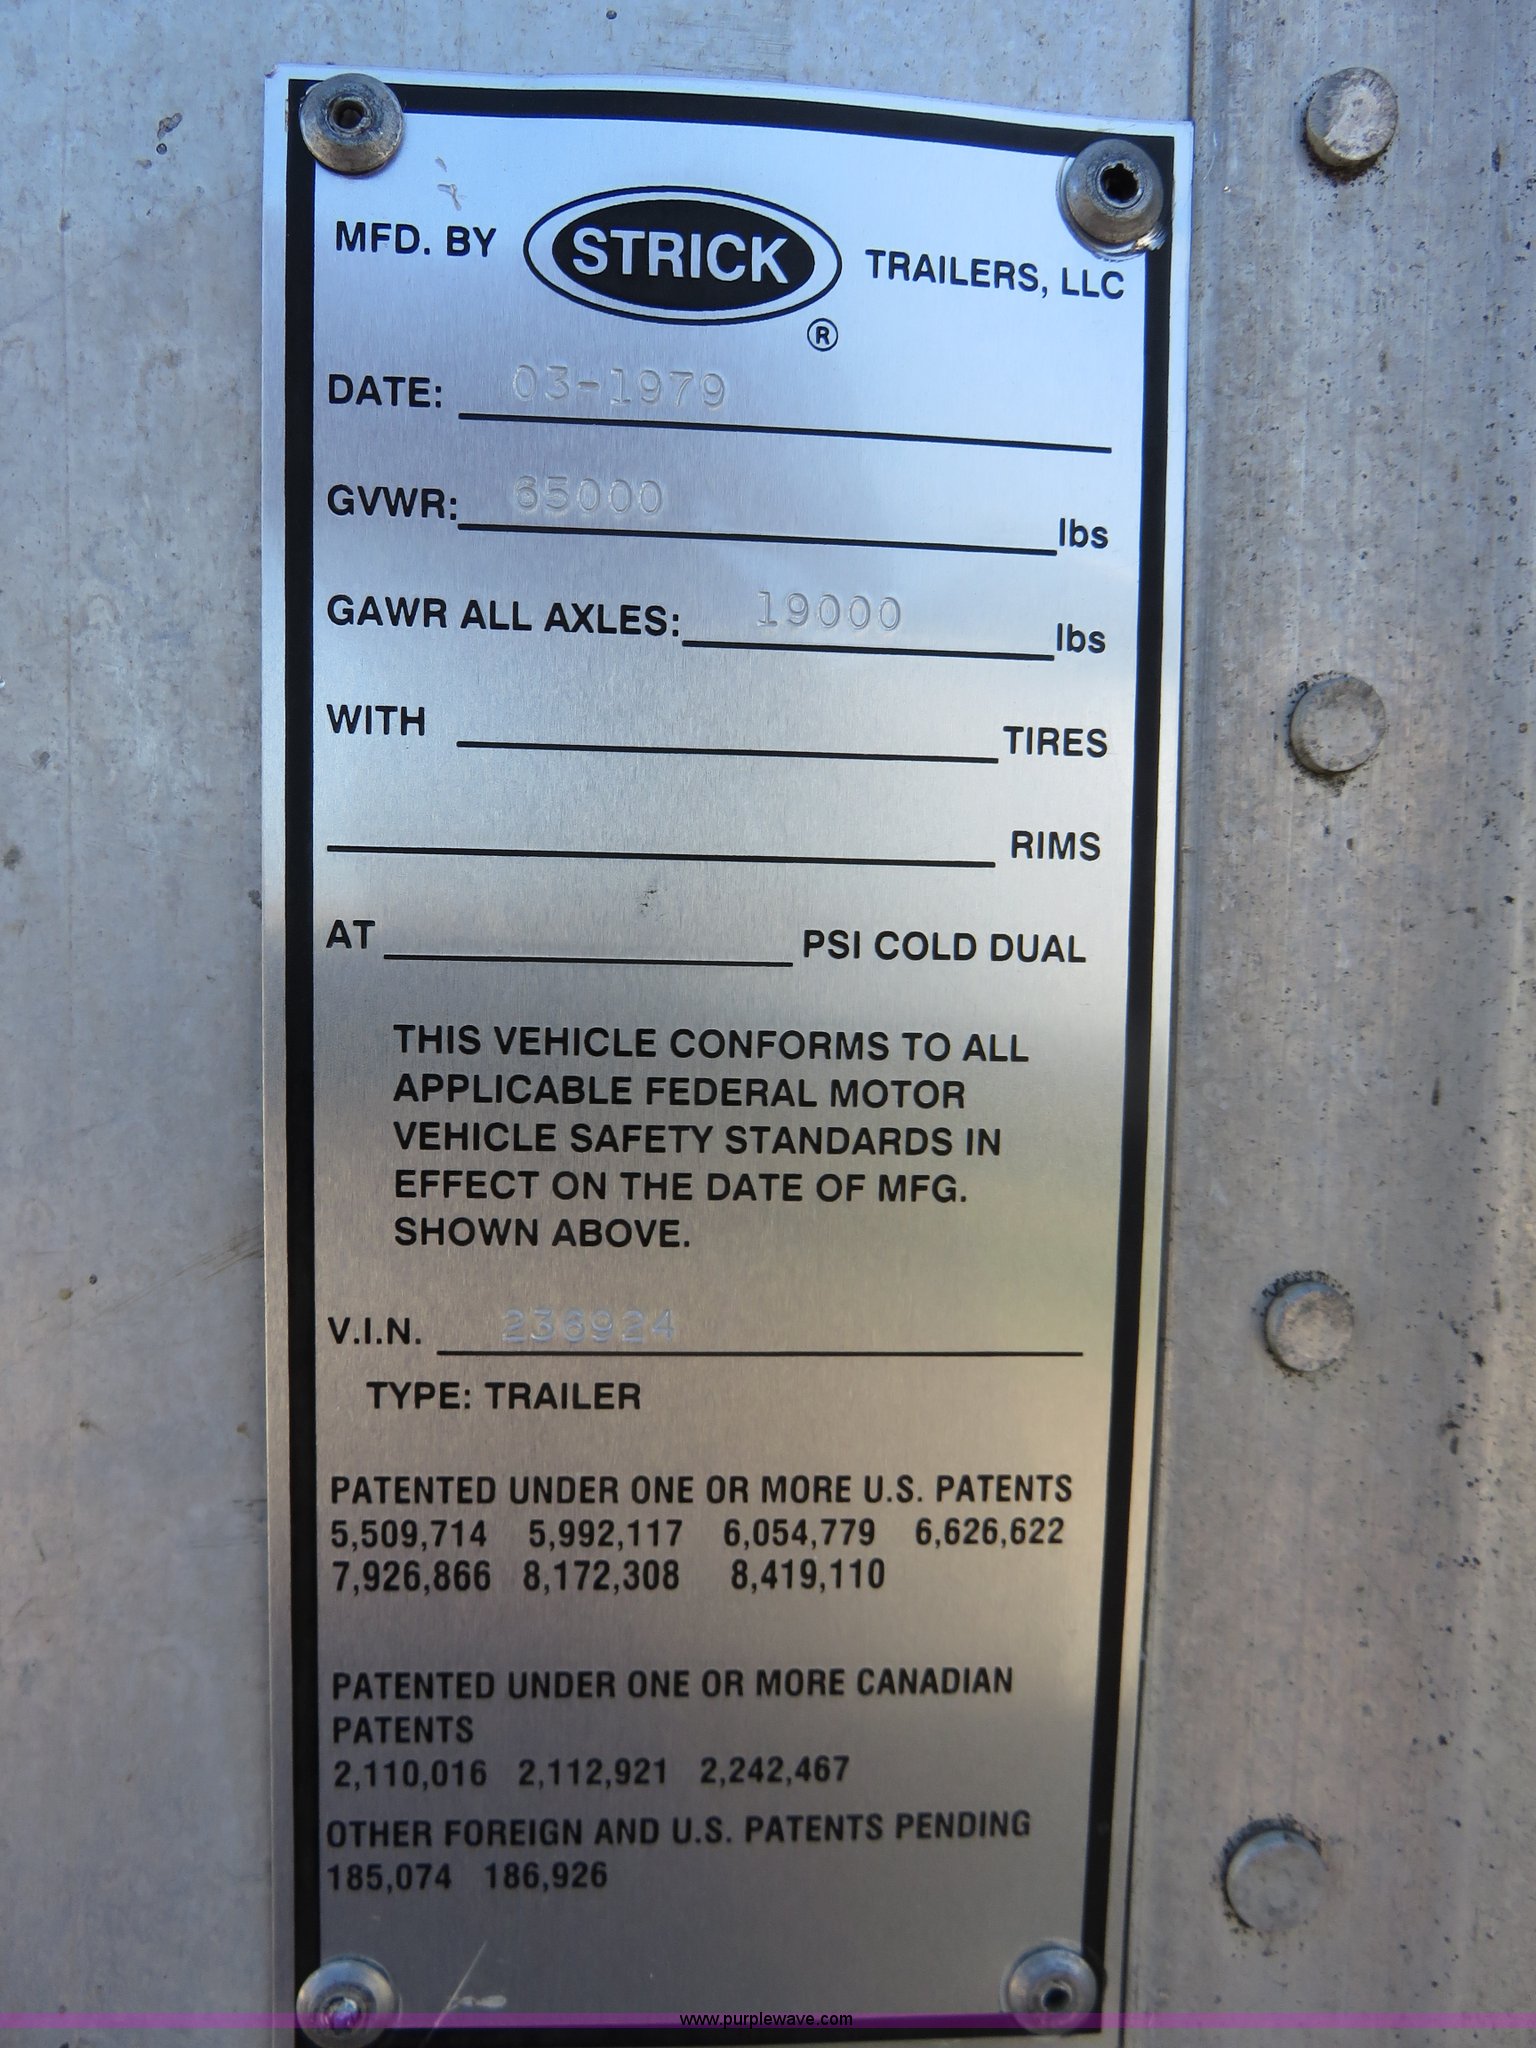 MFD. BY STRICK TRAILERS, LLC
®
DATE: 03-1979
GVWR: 65000 lbs
GAWR ALL AXLES: 19000 lbs
WITH TIRES
RIMS
AT PSI COLD DUAL
THIS VEHICLE CONFORMS TO ALL
APPLICABLE FEDERAL MOTOR
VEHICLE SAFETY STANDARDS IN
EFFECT ON THE DATE OF MFG.
SHOWN ABOVE.
V.I.N. 236924
TYPE: TRAILER
PATENTED UNDER ONE OR MORE U.S. PATENTS
5,509,714 5,992,117 6,054,779 6,626,622
7,926,866 8,172,308 8,419,110
PATENTED UNDER ONE OR MORE CANADIAN
PATENTS
2,110,016 2,112,921 2,242,467
OTHER FOREIGN AND U.S. PATENTS PENDING
185,074 186,926
www.purplewave.com